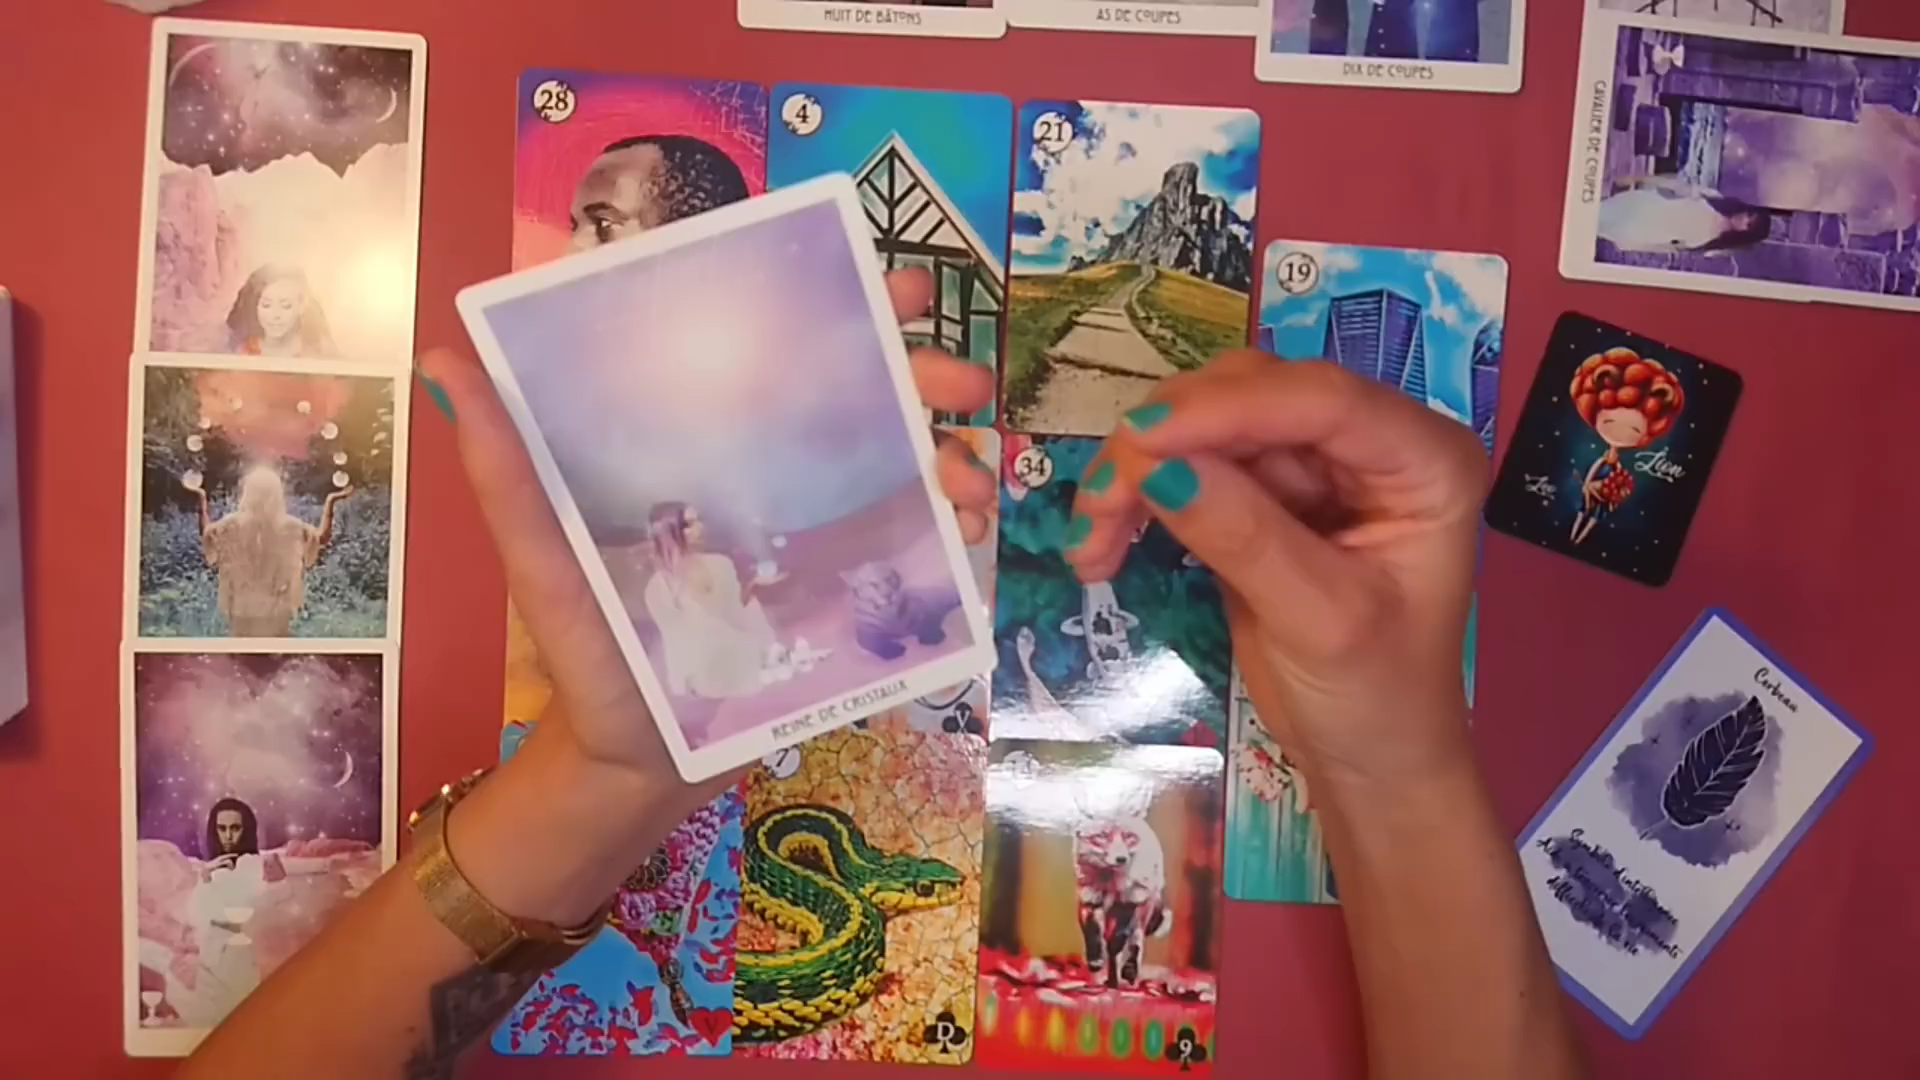 HUIT DE BÂTONS
AS DE COUPES
DIX DE COUPES
CAVALIER DE COUPES
28
4
21
19
34
Lion
Leo
REINE DE CRISTAUX
7
Corbeau
V
V
D
9